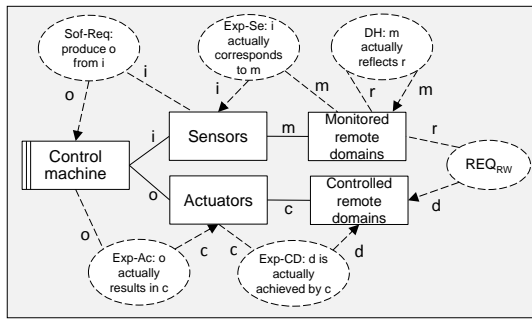 Sof-Req:
produce o
from i
Exp-Se: i
actually
corresponds
to m
DH: m
actually
reflects r
o
i
i
m
r
m
Control
machine
i
Sensors
m
Monitored
remote
domains
r
REQRW
o
Actuators
c
Controlled
remote
domains
d
o
Exp-Ac: o
actually
results in c
c
c
Exp-CD: d is
actually
achieved by c
d